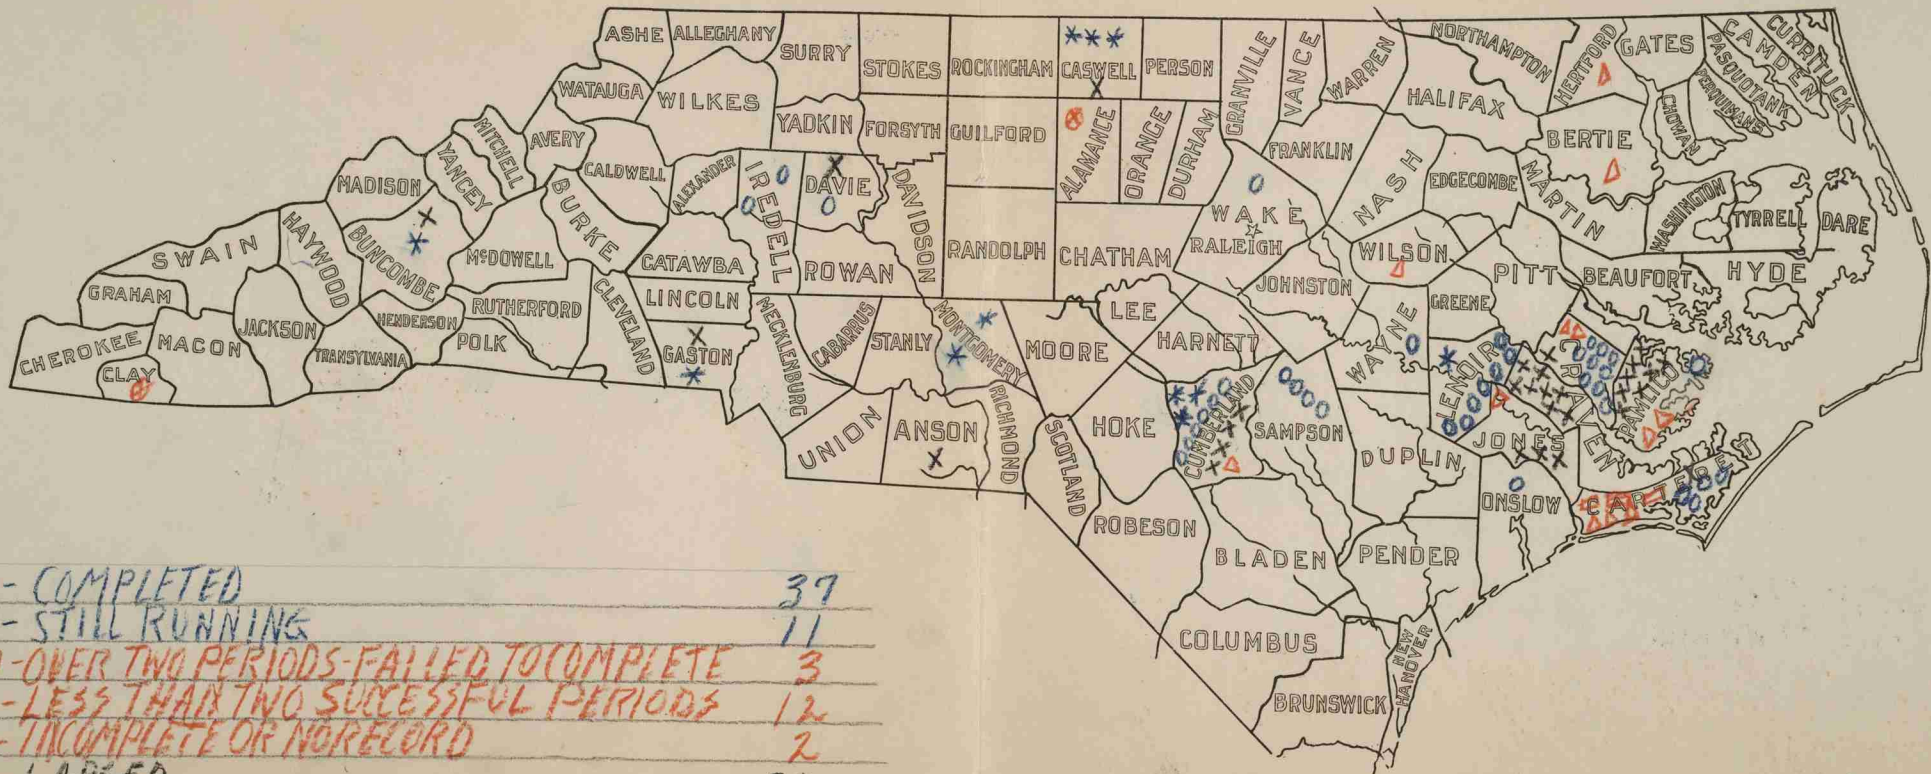 ASHE ALLEGHANY SURRY STOKES ROCKINGHAM CASWELL PERSON GRANVILLE VANCE WARREN NORTHAMPTON HERTFORD GATES CAMDEN CURRITUCK
PASQUOTANK
PERQUIMANS
WATAUGA WILKES YADKIN FORSYTH GUILFORD ALAMANCE ORANGE DURHAM FRANKLIN HALIFAX BERTIE CHOWAN
MITCHELL AVERY CALDWELL ALEXANDER IREDELL DAVIE DAVIDSON NASH EDGECOMBE MARTIN WASHINGTON TYRRELL DARE
MADISON YANCEY BURKE
WAKE
RALEIGH
SWAIN HAYWOOD BUNCOMBE McDOWELL CATAWBA ROWAN RANDOLPH CHATHAM JOHNSTON WILSON PITT BEAUFORT HYDE
GRAHAM JACKSON HENDERSON RUTHERFORD CLEVELAND LINCOLN MECKLENBURG CABARRUS STANLY MONTGOMERY MOORE LEE HARNETT WAYNE GREENE
CHEROKEE MACON TRANSYLVANIA POLK GASTON LENOIR CRAVEN PAMLICO
CLAY
UNION ANSON RICHMOND SCOTLAND HOKE CUMBERLAND SAMPSON DUPLIN JONES
ONSLOW CARTERET
ROBESON BLADEN PENDER
COLUMBUS NEW HANOVER
BRUNSWICK
- COMPLETED 37
- STILL RUNNING 11
- OVER TWO PERIODS-FAILED TO COMPLETE 3
- LESS THAN TWO SUCCESSFUL PERIODS 12
- INCOMPLETE OR NO RECORD 2